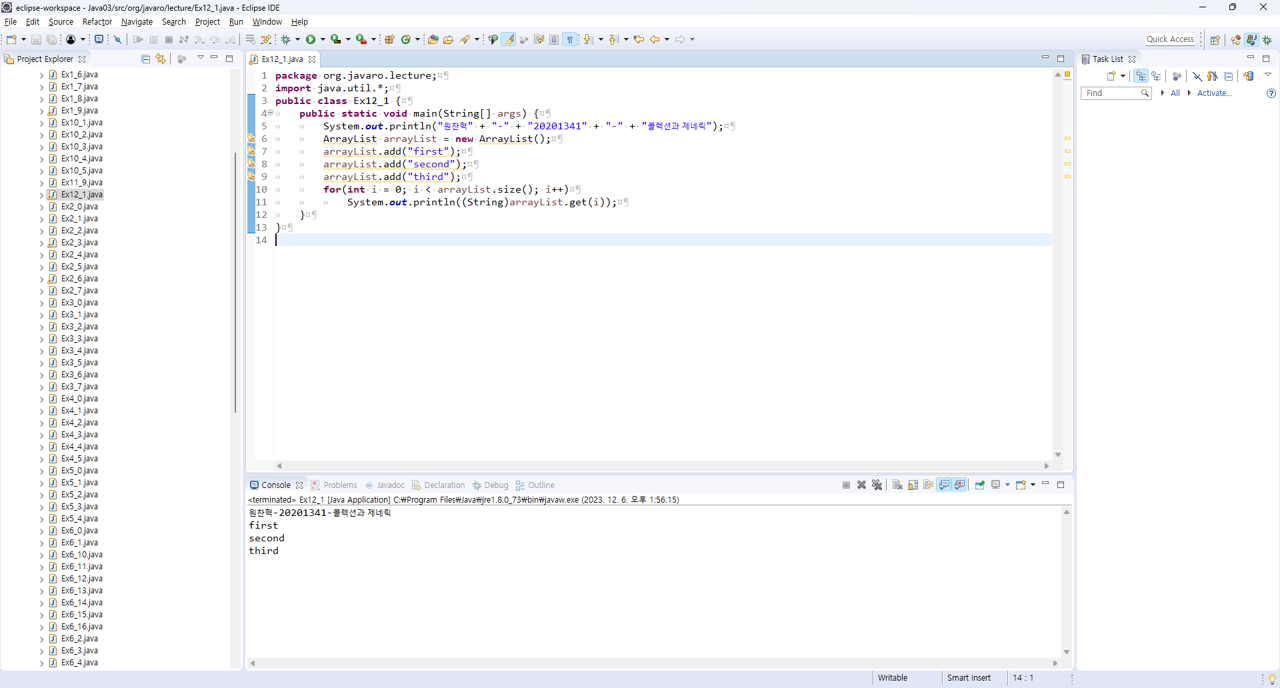 eclipse-workspace - Java03/src/org/javaro/lecture/Ex12_1.java - Eclipse IDE
File Edit Source Refactor Navigate Search Project Run Window Help
Quick Access
Project Explorer
Ex1_6.java
Ex1_7.java
Ex1_8.java
Ex1_9.java
Ex10_1.java
Ex10_2.java
Ex10_3.java
Ex10_4.java
Ex10_5.java
Ex11_9.java
Ex12_1.java
Ex2_0.java
Ex2_1.java
Ex2_2.java
Ex2_3.java
Ex2_4.java
Ex2_5.java
Ex2_6.java
Ex2_7.java
Ex3_0.java
Ex3_1.java
Ex3_2.java
Ex3_3.java
Ex3_4.java
Ex3_5.java
Ex3_6.java
Ex3_7.java
Ex4_0.java
Ex4_1.java
Ex4_2.java
Ex4_3.java
Ex4_4.java
Ex4_5.java
Ex5_0.java
Ex5_1.java
Ex5_2.java
Ex5_3.java
Ex5_4.java
Ex6_0.java
Ex6_1.java
Ex6_10.java
Ex6_11.java
Ex6_12.java
Ex6_13.java
Ex6_14.java
Ex6_15.java
Ex6_16.java
Ex6_2.java
Ex6_3.java
Ex6_4.java
Ex12_1.java
1 package org.javaro.lecture;¤¶
2 import java.util.*;¤¶
3 public class Ex12_1 {¤¶
4 » public static void main(String[] args) {¤¶
5 » » System.out.println("원찬혁" + "-" + "20201341" + "-" + "콜렉션과 제네릭");¤¶
6 » » ArrayList arrayList = new ArrayList();¤¶
7 » » arrayList.add("first");¤¶
8 » » arrayList.add("second");¤¶
9 » » arrayList.add("third");¤¶
10 » » for(int i = 0; i < arrayList.size(); i++)¤¶
11 » » » System.out.println((String)arrayList.get(i));¤¶
12 » }¤¶
13 }¤¶
14
Task List
Find All Activate...
Console Problems Javadoc Declaration Debug Outline
<terminated> Ex12_1 [Java Application] C:₩Program Files₩Java₩jre1.8.0_73₩bin₩javaw.exe (2023. 12. 6. 오후 1:56:15)
원찬혁-20201341-콜렉션과 제네릭
first
second
third
Writable Smart Insert 14 : 1